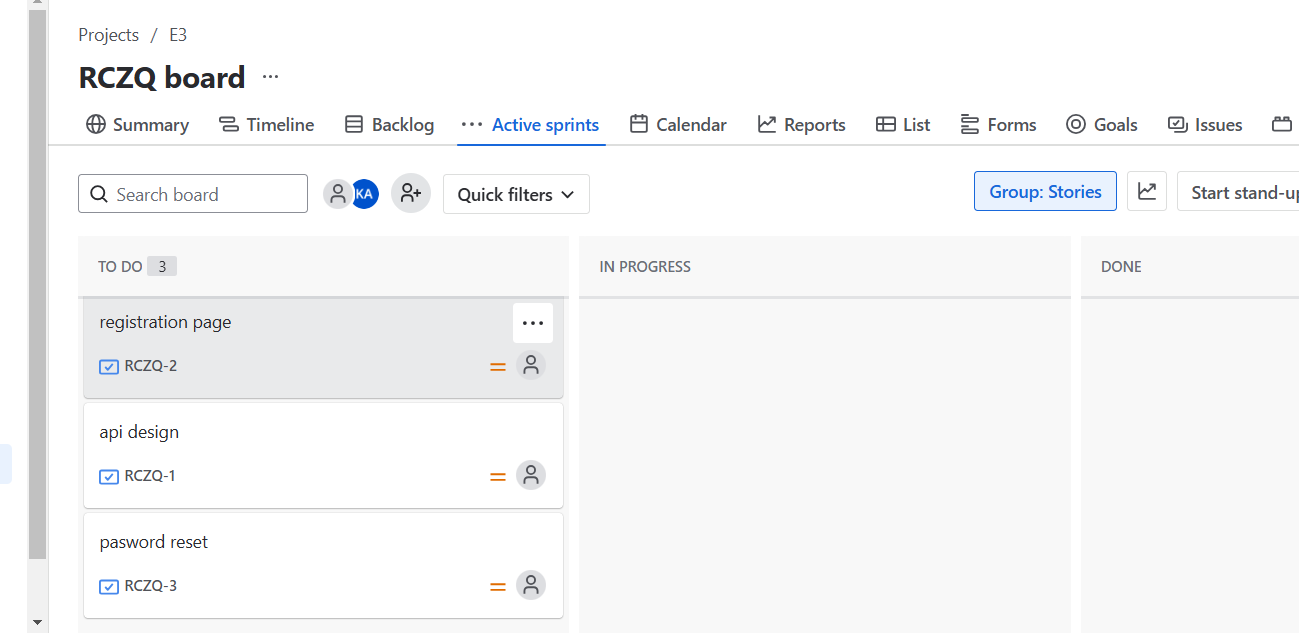 Projects / E3
RCZQ board ...
Summary Timeline Backlog ... Active sprints Calendar Reports List Forms Goals Issues
Search board KA Quick filters Group: Stories Start stand-up
TO DO 3 IN PROGRESS DONE
registration page ...
RCZQ-2
api design
RCZQ-1
pasword reset
RCZQ-3